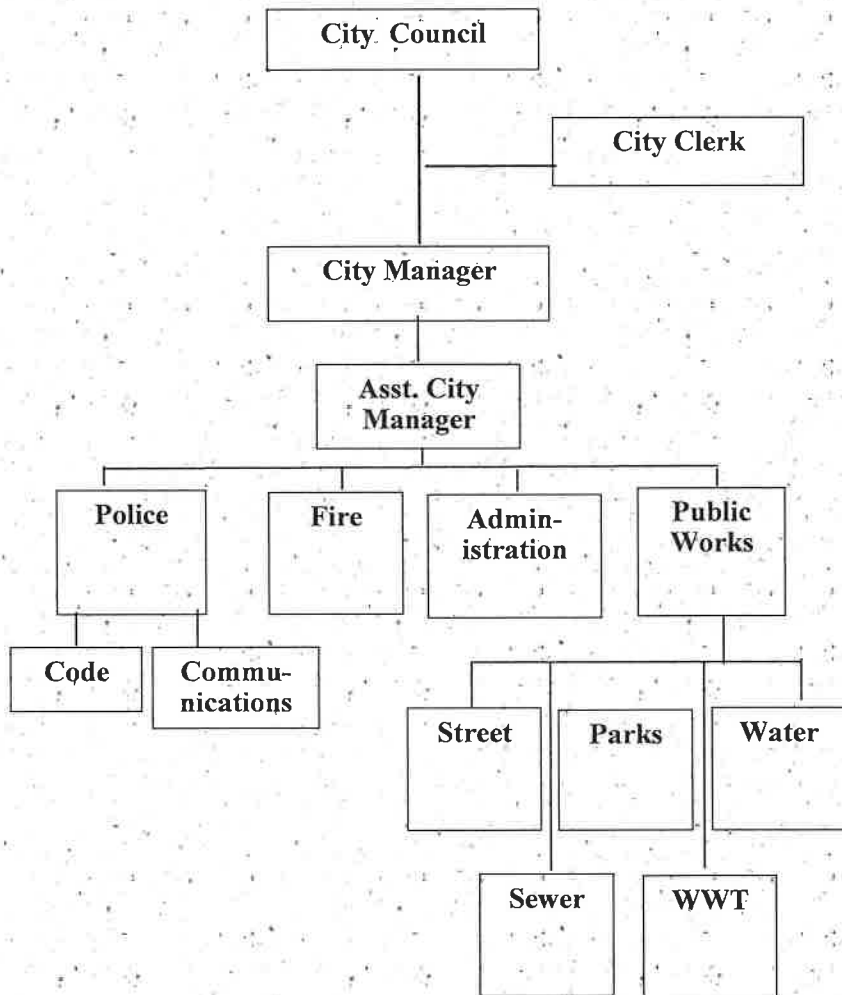 City Council
City Clerk
City Manager
Asst. City
Manager
Police
Fire
Admin-
istration
Public
Works
Code
Commu-
nications
Street
Parks
Water
Sewer
WWT